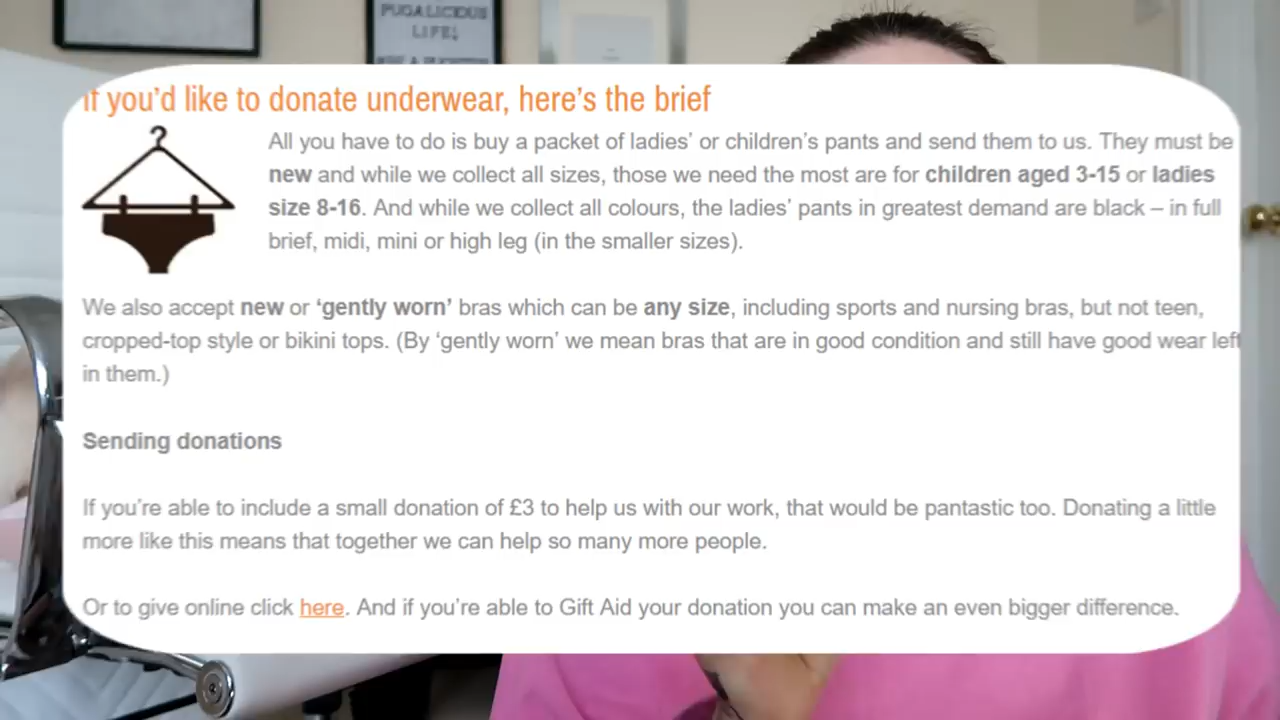 PUGALICIOUS
LIFE!
If you'd like to donate underwear, here's the brief
All you have to do is buy a packet of ladies' or children's pants and send them to us. They must be
new and while we collect all sizes, those we need the most are for children aged 3-15 or ladies
size 8-16. And while we collect all colours, the ladies' pants in greatest demand are black – in full
brief, midi, mini or high leg (in the smaller sizes).
We also accept new or 'gently worn' bras which can be any size, including sports and nursing bras, but not teen,
cropped-top style or bikini tops. (By 'gently worn' we mean bras that are in good condition and still have good wear left
in them.)
Sending donations
If you're able to include a small donation of £3 to help us with our work, that would be pantastic too. Donating a little
more like this means that together we can help so many more people.
Or to give online click here. And if you're able to Gift Aid your donation you can make an even bigger difference.